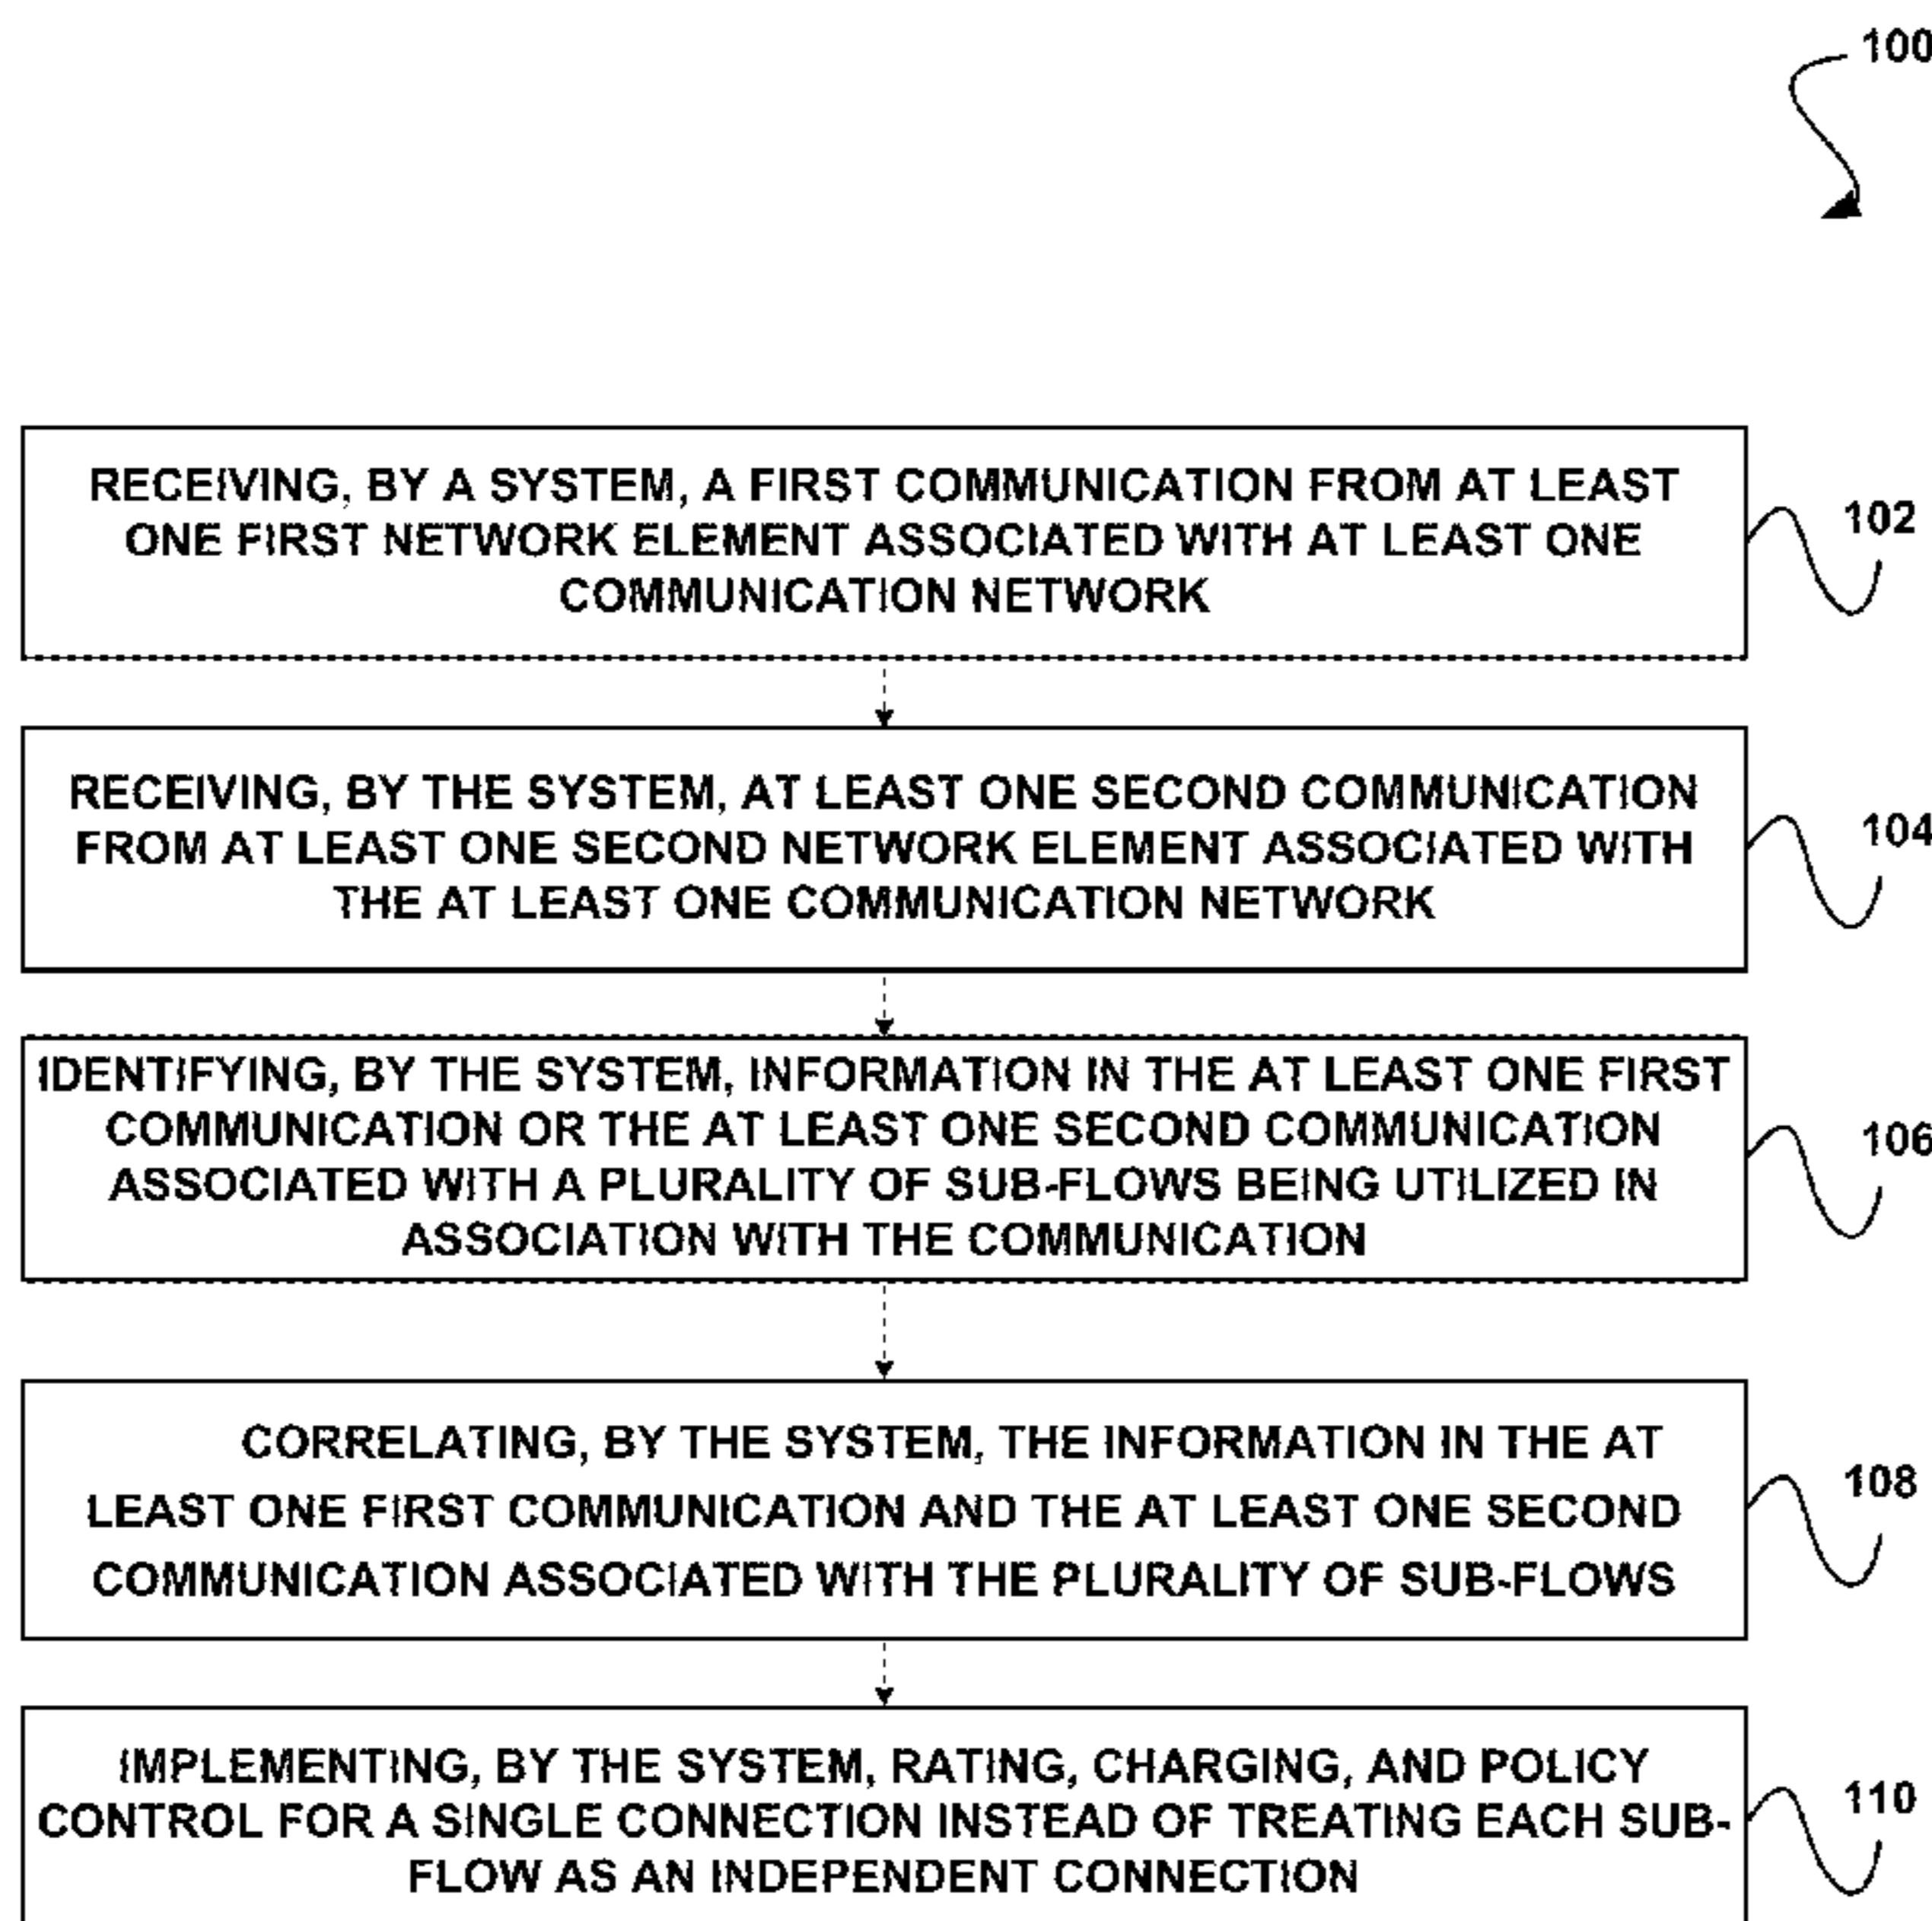 100
RECEIVING, BY A SYSTEM, A FIRST COMMUNICATION FROM AT LEAST
ONE FIRST NETWORK ELEMENT ASSOCIATED WITH AT LEAST ONE
COMMUNICATION NETWORK
102
RECEIVING, BY THE SYSTEM, AT LEAST ONE SECOND COMMUNICATION
FROM AT LEAST ONE SECOND NETWORK ELEMENT ASSOCIATED WITH
THE AT LEAST ONE COMMUNICATION NETWORK
104
IDENTIFYING, BY THE SYSTEM, INFORMATION IN THE AT LEAST ONE FIRST
COMMUNICATION OR THE AT LEAST ONE SECOND COMMUNICATION
ASSOCIATED WITH A PLURALITY OF SUB-FLOWS BEING UTILIZED IN
ASSOCIATION WITH THE COMMUNICATION
106
CORRELATING, BY THE SYSTEM, THE INFORMATION IN THE AT
LEAST ONE FIRST COMMUNICATION AND THE AT LEAST ONE SECOND
COMMUNICATION ASSOCIATED WITH THE PLURALITY OF SUB-FLOWS
108
IMPLEMENTING, BY THE SYSTEM, RATING, CHARGING, AND POLICY
CONTROL FOR A SINGLE CONNECTION INSTEAD OF TREATING EACH SUB-
FLOW AS AN INDEPENDENT CONNECTION
110